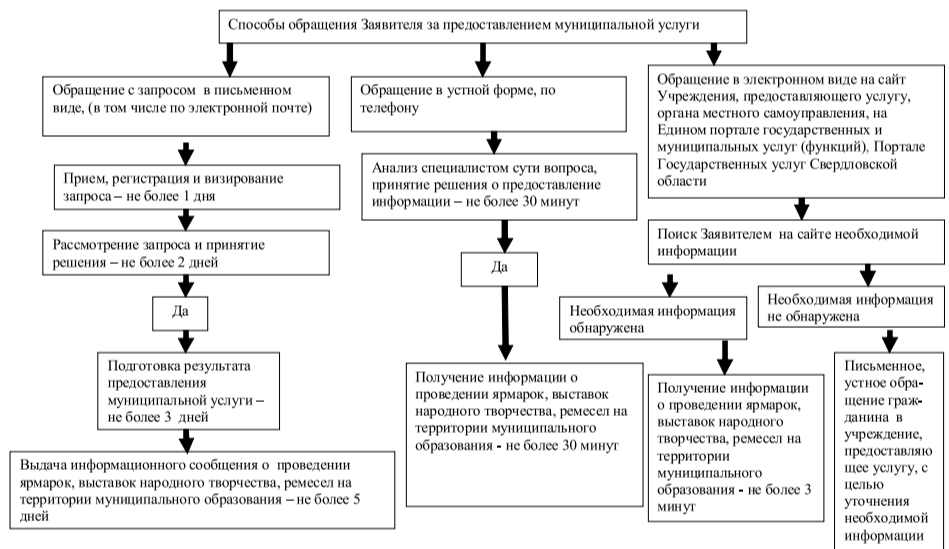 Способы обращения Заявителя за предоставлением муниципальной услуги
Обращение с запросом в письменном
виде, (в том числе по электронной почте)
Прием, регистрация и визирование
запроса – не более 1 дня
Рассмотрение запроса и принятие
решения – не более 2 дней
Да
Подготовка результата
предоставления
муниципальной услуги –
не более 3 дней
Выдача информационного сообщения о проведении
ярмарок, выставок народного творчества, ремесел на
территории муниципального образования – не более 5
дней
Обращение в устной форме, по
телефону
Анализ специалистом сути вопроса,
принятие решения о предоставление
информации – не более 30 минут
Да
Получение информации о
проведении ярмарок, выставок
народного творчества, ремесел на
территории муниципального
образования - не более 30 минут
Обращение в электронном виде на сайт
Учреждения, предоставляющего услугу,
органа местного самоуправления, на
Едином портале государственных и
муниципальных услуг (функций), Портале
Государственных услуг Свердловской
области
Поиск Заявителем на сайте необходимой
информации
Необходимая информация
обнаружена
Получение информации
о проведении ярмарок,
выставок народного
творчества, ремесел на
территории
муниципального
образования - не более 3
минут
Необходимая информация
не обнаружена
Письменное,
устное обра-
щение граж-
данина в
учреждение,
предоставляю
щее услугу, с
целью
уточнения
необходимой
информации